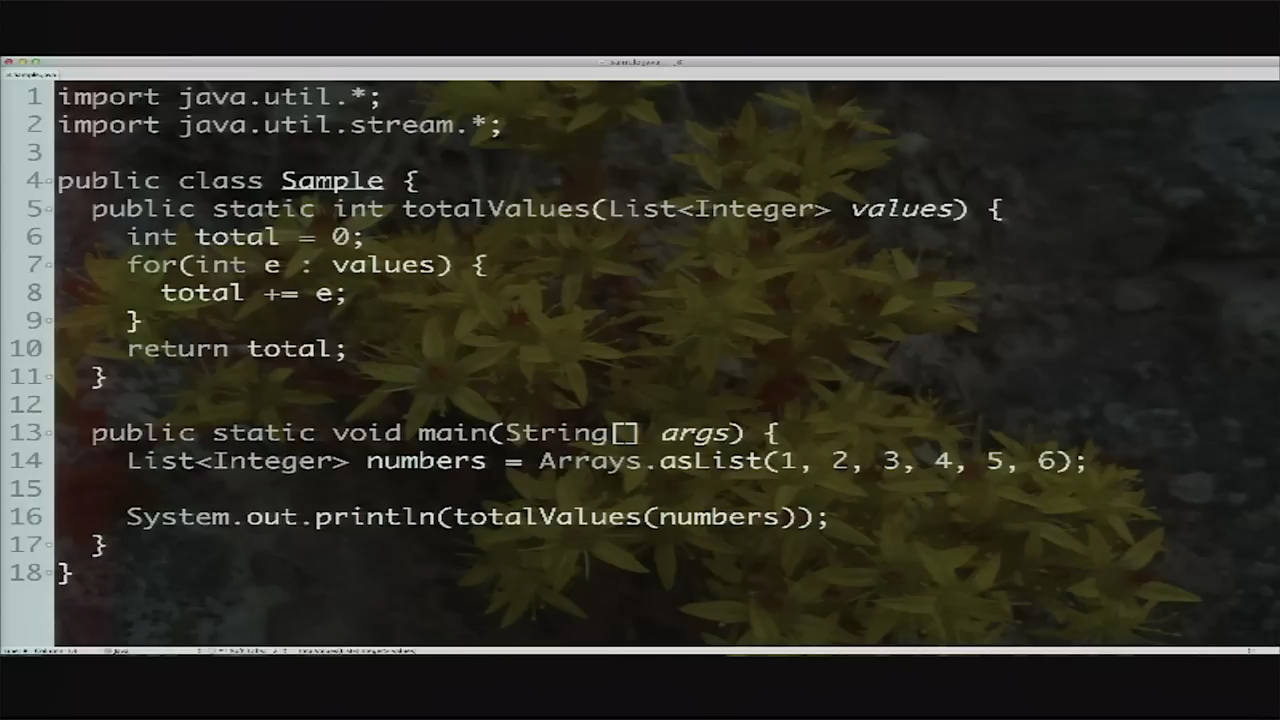 1 import java.util.*;
2 import java.util.stream.*;
3
4 public class Sample {
5 public static int totalValues(List<Integer> values) {
6 int total = 0;
7 for(int e : values) {
8 total += e;
9 }
10 return total;
11 }
12
13 public static void main(String[] args) {
14 List<Integer> numbers = Arrays.asList(1, 2, 3, 4, 5, 6);
15
16 System.out.println(totalValues(numbers));
17 }
18 }